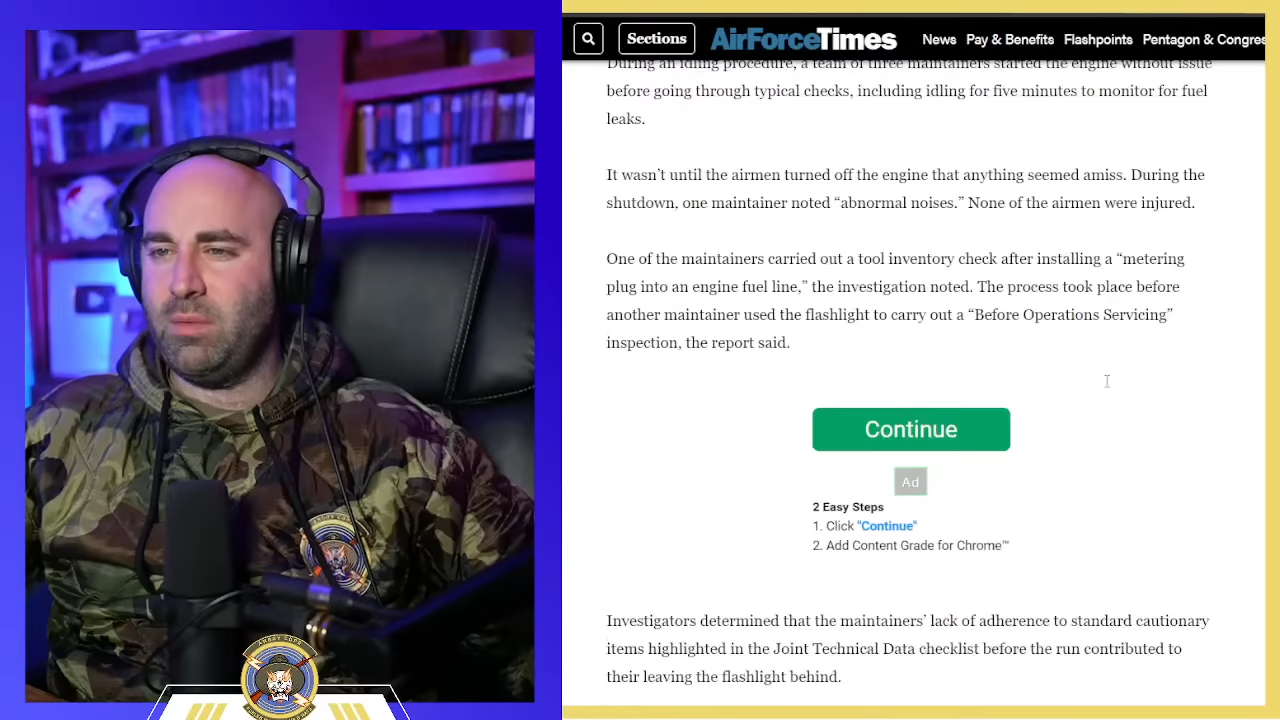 Sections
AirForceTimes
News Pay & Benefits Flashpoints Pentagon & Congres
During an idling procedure, a team of three maintainers started the engine without issue
before going through typical checks, including idling for five minutes to monitor for fuel
leaks.
It wasn’t until the airmen turned off the engine that anything seemed amiss. During the
shutdown, one maintainer noted “abnormal noises.” None of the airmen were injured.
One of the maintainers carried out a tool inventory check after installing a “metering
plug into an engine fuel line,” the investigation noted. The process took place before
another maintainer used the flashlight to carry out a “Before Operations Servicing”
inspection, the report said.
Continue
Ad
2 Easy Steps
1. Click "Continue"
2. Add Content Grade for Chrome™
Investigators determined that the maintainers’ lack of adherence to standard cautionary
items highlighted in the Joint Technical Data checklist before the run contributed to
their leaving the flashlight behind.
ANGRY COPS